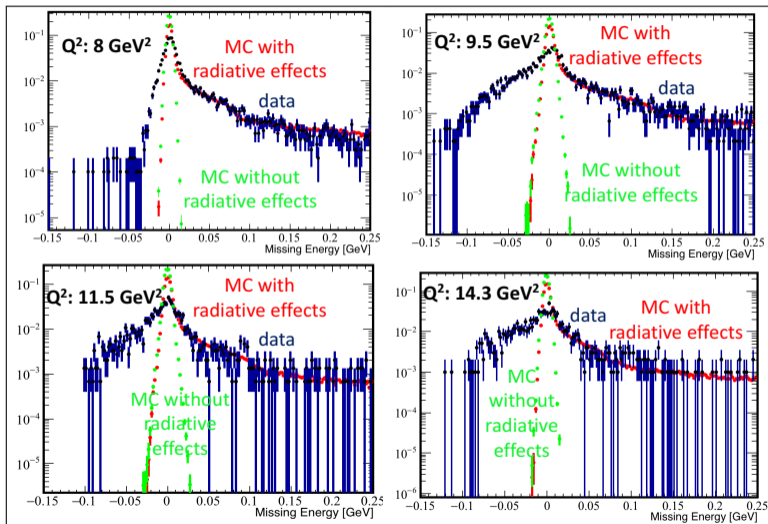 Q²: 8 GeV²
MC with
radiative effects
data
MC without
radiative effects
10⁻¹
10⁻²
10⁻³
10⁻⁴
10⁻⁵
−0.15 −0.1 −0.05 0 0.05 0.1 0.15 0.2 0.25
Missing Energy [GeV]
Q²: 9.5 GeV²
MC with
radiative effects
data
MC without
radiative effects
10⁻¹
10⁻²
10⁻³
10⁻⁴
10⁻⁵
−0.15 −0.1 −0.05 0 0.05 0.1 0.15 0.2 0.25
Missing Energy [GeV]
Q²: 11.5 GeV²
MC with
radiative effects
data
MC without
radiative
effects
10⁻¹
10⁻²
10⁻³
10⁻⁴
10⁻⁵
−0.15 −0.1 −0.05 0 0.05 0.1 0.15 0.2 0.25
Missing Energy [GeV]
Q²: 14.3 GeV²
MC with
radiative effects
data
MC
without
radiative
effects
10⁻¹
10⁻²
10⁻³
10⁻⁴
10⁻⁵
10⁻⁶
−0.15 −0.1 −0.05 0 0.05 0.1 0.15 0.2 0.25
Missing Energy [GeV]